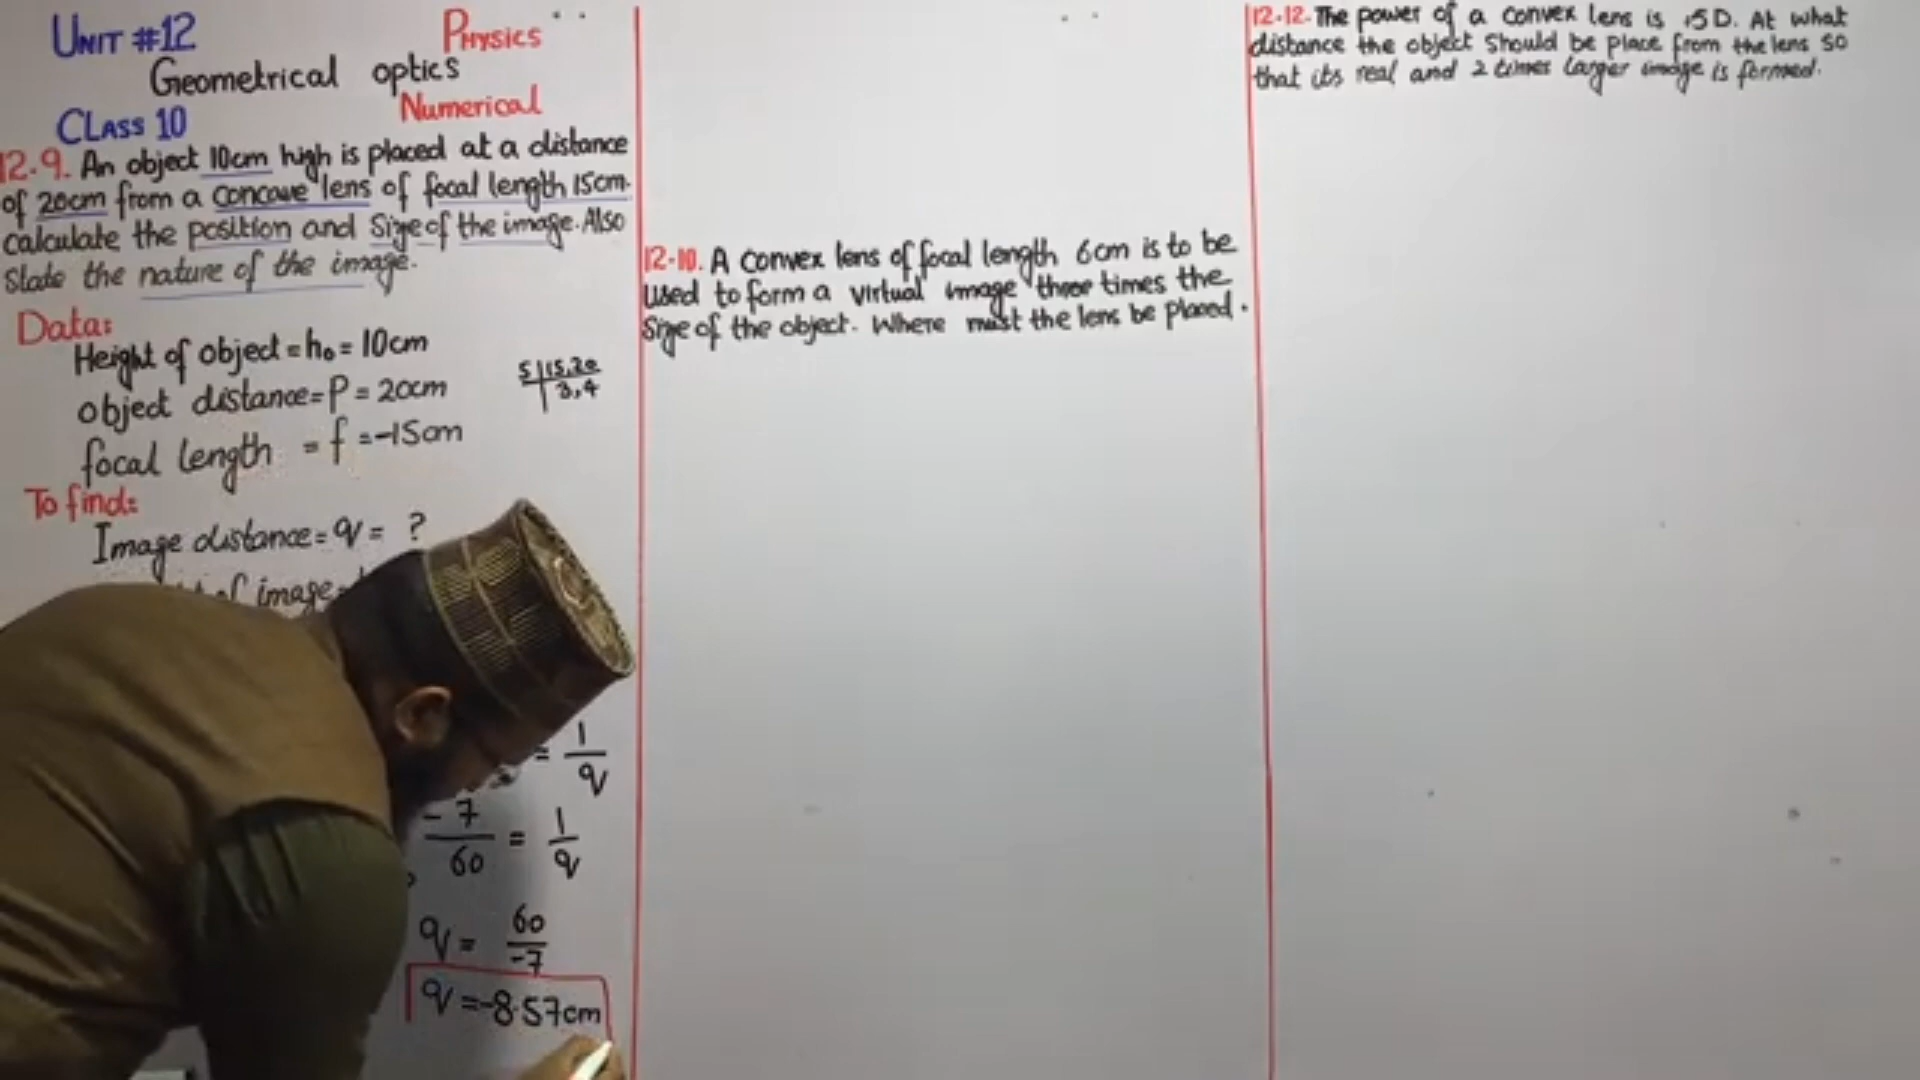 UNIT #12
Physics
Geometrical optics
Numerical
CLASS 10
12.9. An object 10cm high is placed at a distance
of 20cm from a concave lens of focal length 15cm.
calculate the position and Size of the image. Also
State the nature of the image.
Data:
Height of object = ho = 10cm
object distance = P = 20cm
focal length = f = -15cm
5 | 15, 20
3, 4
To find:
Image distance = q = ?
of image
= 1/q
-7/60 = 1/q
q = 60/-7
q = -8.57cm
12.10. A convex lens of focal length 6cm is to be
used to form a virtual image three times the
Size of the object. Where must the lens be placed.
12.12. The power of a convex lens is 5D. At what
distance the object should be place from the lens so
that its real and 2 times larger image is formed.